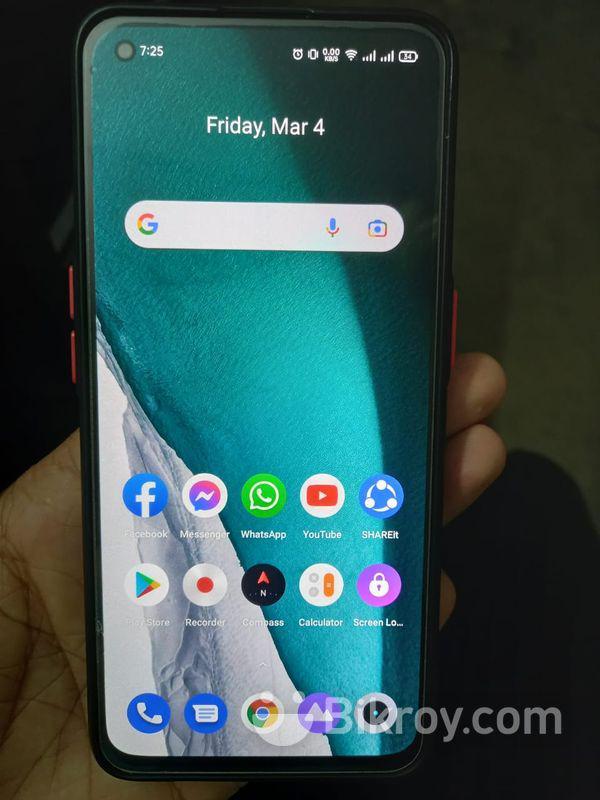 7:25
0.00
KB/S
34
Friday, Mar 4
Facebook Messenger WhatsApp YouTube SHAREit
Play Store Recorder Compass Calculator Screen Lo...
N
Bikroy.com